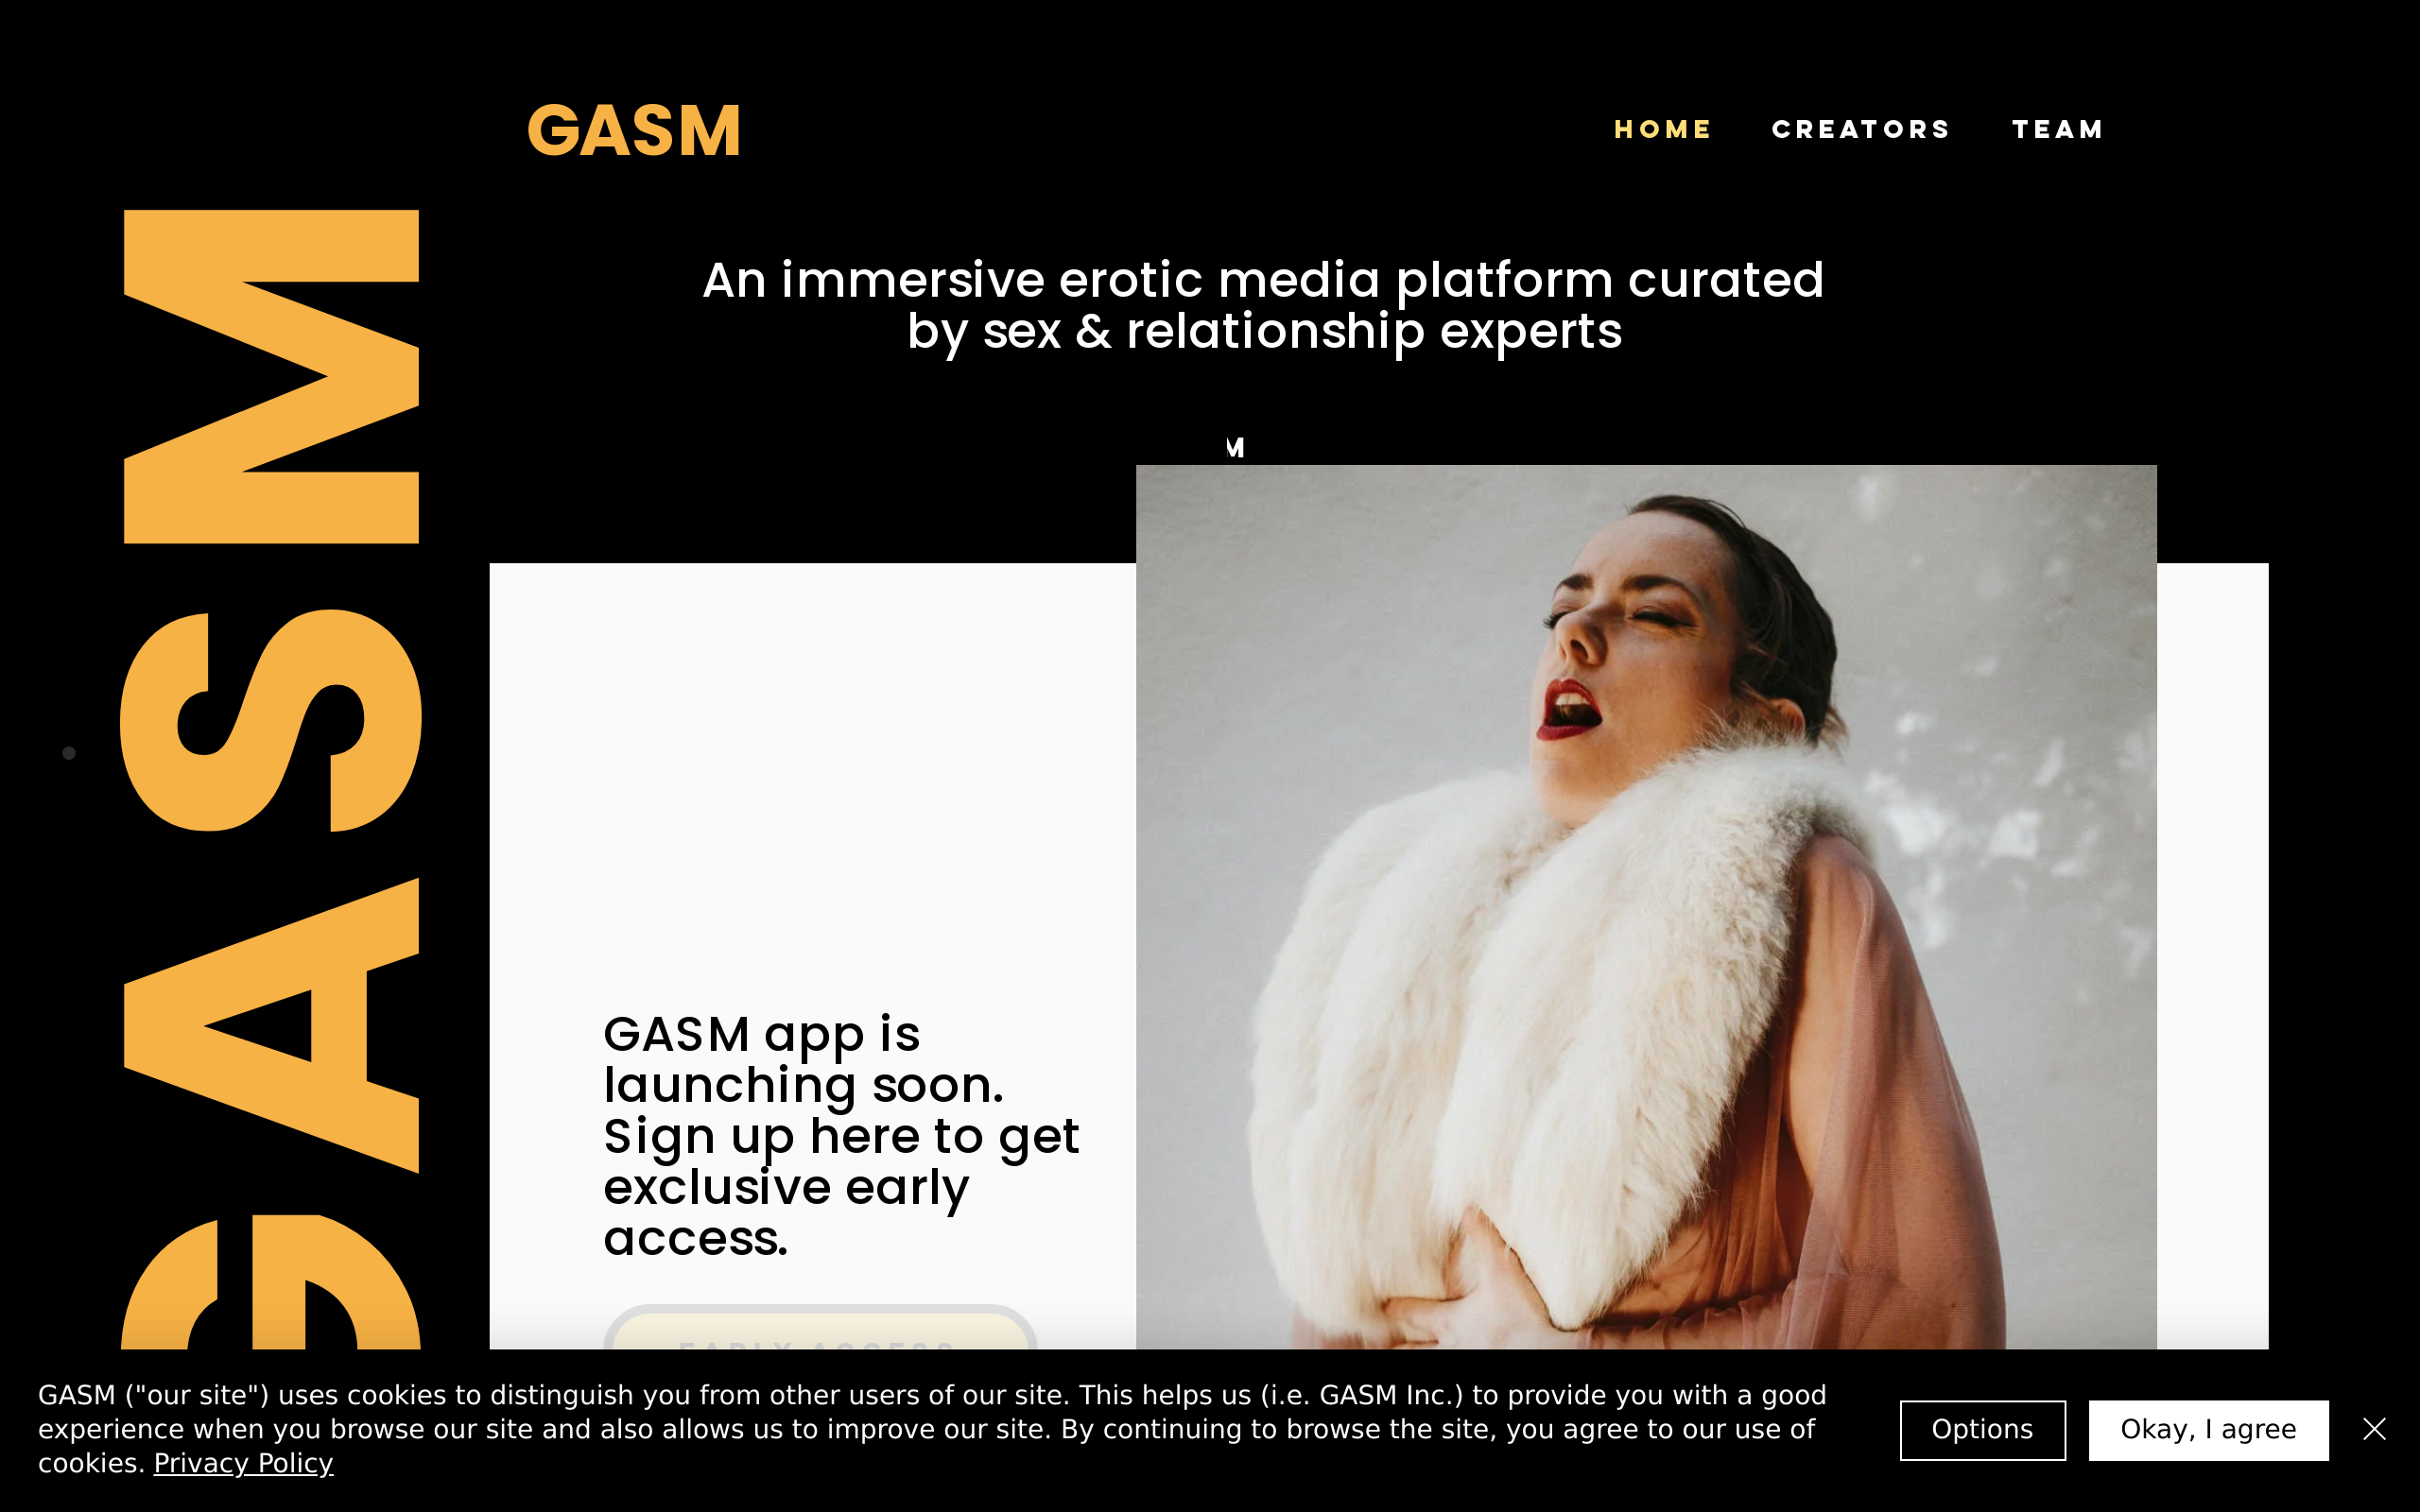 GASM
HOME CREATORS TEAM
GASM
An immersive erotic media platform curated
by sex & relationship experts
M
GASM app is
launching soon.
Sign up here to get
exclusive early
access.
EARLY ACCESS
GASM ("our site") uses cookies to distinguish you from other users of our site. This helps us (i.e. GASM Inc.) to provide you with a good
experience when you browse our site and also allows us to improve our site. By continuing to browse the site, you agree to our use of
cookies. Privacy Policy
Options
Okay, I agree